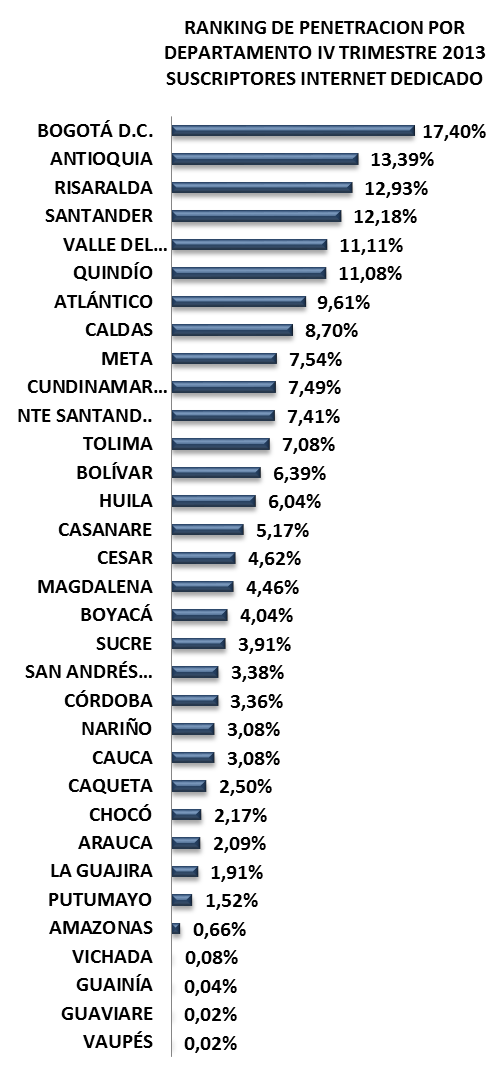 RANKING DE PENETRACION POR
DEPARTAMENTO IV TRIMESTRE 2013
SUSCRIPTORES INTERNET DEDICADO
BOGOTÁ D.C. 17,40%
ANTIOQUIA 13,39%
RISARALDA 12,93%
SANTANDER 12,18%
VALLE DEL... 11,11%
QUINDÍO 11,08%
ATLÁNTICO 9,61%
CALDAS 8,70%
META 7,54%
CUNDINAMAR... 7,49%
NTE SANTAND.. 7,41%
TOLIMA 7,08%
BOLÍVAR 6,39%
HUILA 6,04%
CASANARE 5,17%
CESAR 4,62%
MAGDALENA 4,46%
BOYACÁ 4,04%
SUCRE 3,91%
SAN ANDRÉS... 3,38%
CÓRDOBA 3,36%
NARIÑO 3,08%
CAUCA 3,08%
CAQUETA 2,50%
CHOCÓ 2,17%
ARAUCA 2,09%
LA GUAJIRA 1,91%
PUTUMAYO 1,52%
AMAZONAS 0,66%
VICHADA 0,08%
GUAINÍA 0,04%
GUAVIARE 0,02%
VAUPÉS 0,02%